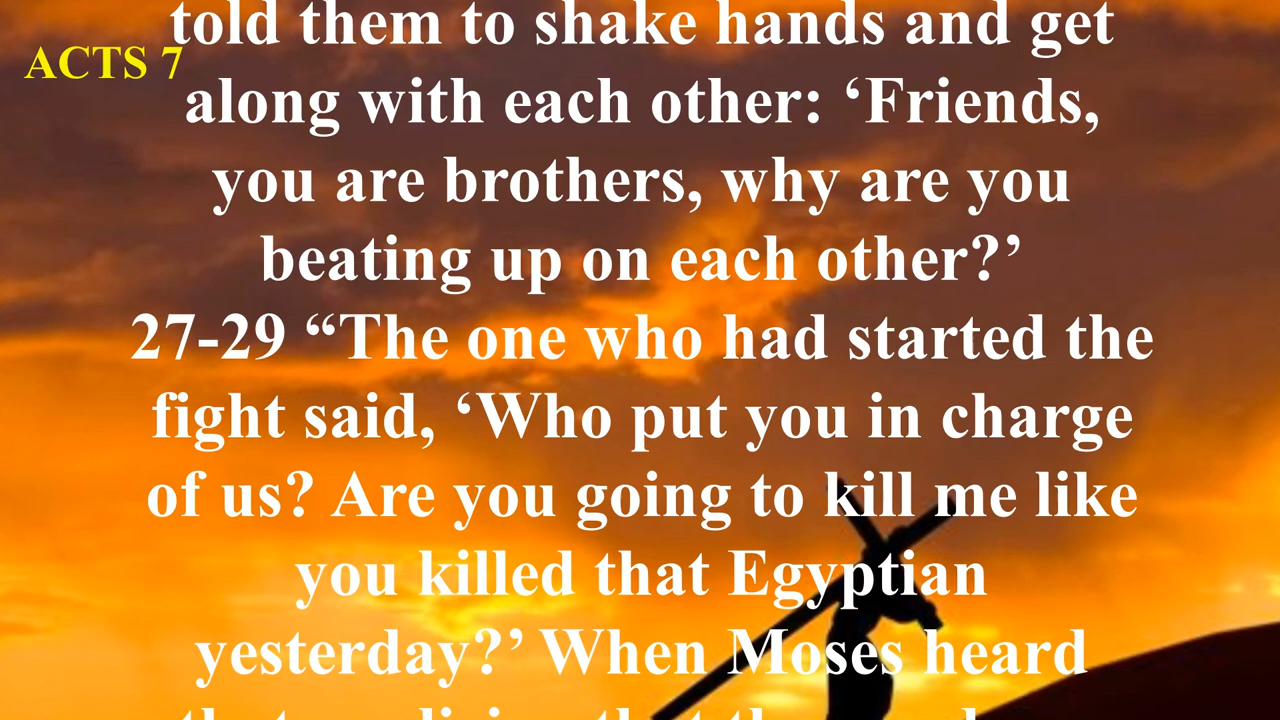 told them to shake hands and get
ACTS 7
along with each other: ‘Friends,
you are brothers, why are you
beating up on each other?’
27-29 “The one who had started the
fight said, ‘Who put you in charge
of us? Are you going to kill me like
you killed that Egyptian
yesterday?’ When Moses heard